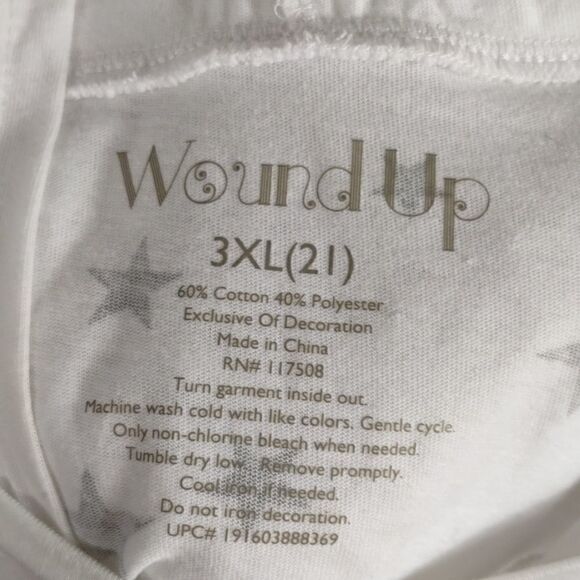 Wound Up
3XL(21)
60% Cotton 40% Polyester
Exclusive Of Decoration
Made in China
RN# 117508
Turn garment inside out.
Machine wash cold with like colors. Gentle cycle.
Only non-chlorine bleach when needed.
Tumble dry low. Remove promptly.
Cool iron if needed.
Do not iron decoration.
UPC# 191603888369